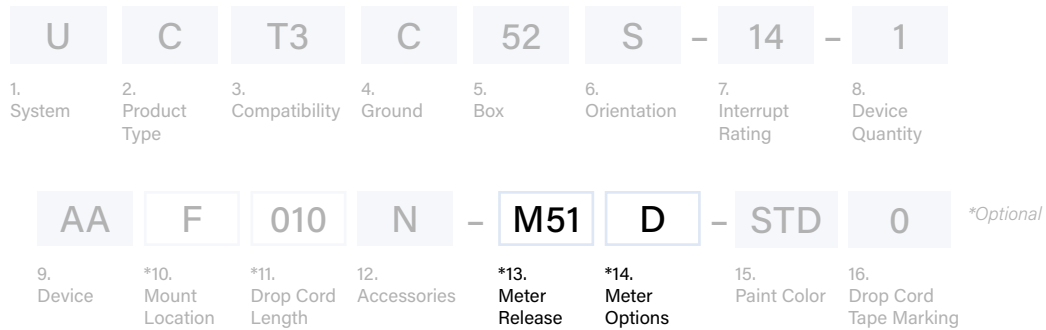 U C T3 C 52 S – 14 – 1
1. 2. 3. 4. 5. 6. 7. 8.
System Product Compatibility Ground Box Orientation Interrupt Device
Type Rating Quantity
AA F 010 N – M51 D – STD 0 *Optional
9. *10. *11. 12. *13. *14. 15. 16.
Device Mount Drop Cord Accessories Meter Meter Paint Color Drop Cord
Location Length Release Options Tape Marking